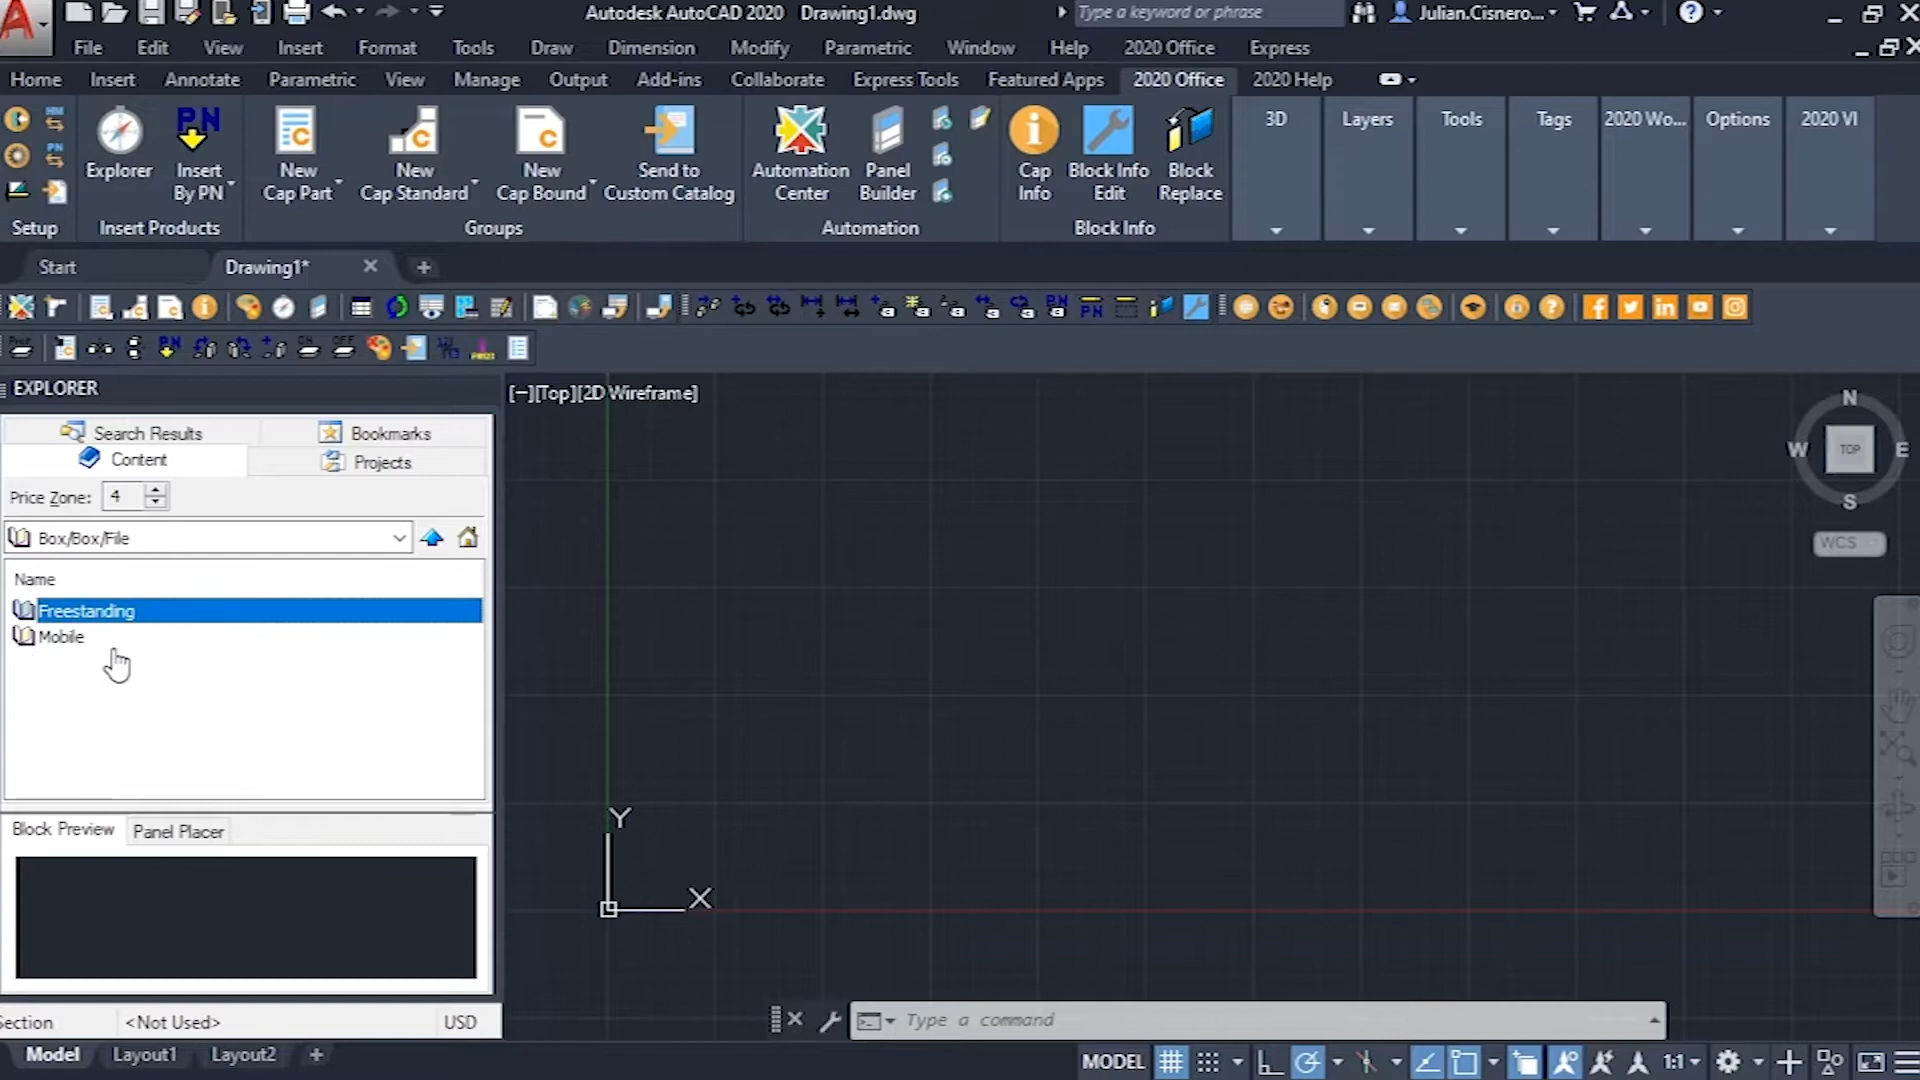 Autodesk AutoCAD 2020 Drawing1.dwg
Type a keyword or phrase
Julian.Cisnero...
File Edit View Insert Format Tools Draw Dimension Modify Parametric Window Help 2020 Office Express
Home Insert Annotate Parametric View Manage Output Add-ins Collaborate Express Tools Featured Apps 2020 Office 2020 Help
Explorer
Insert
By PN
New
Cap Part
New
Cap Standard
New
Cap Bound
Send to
Custom Catalog
Automation
Center
Panel
Builder
Cap
Info
Block Info
Edit
Block
Replace
3D
Layers
Tools
Tags
2020 Wo...
Options
2020 VI
Setup
Insert Products
Groups
Automation
Block Info
Start
Drawing1*
EXPLORER
Search Results
Bookmarks
Content
Projects
Price Zone: 4
Box/Box/File
Name
Freestanding
Mobile
Block Preview
Panel Placer
Section
<Not Used>
USD
[−][Top][2D Wireframe]
N
W
TOP
E
S
WCS
Y
X
Type a command
Model Layout1 Layout2 +
MODEL
1:1